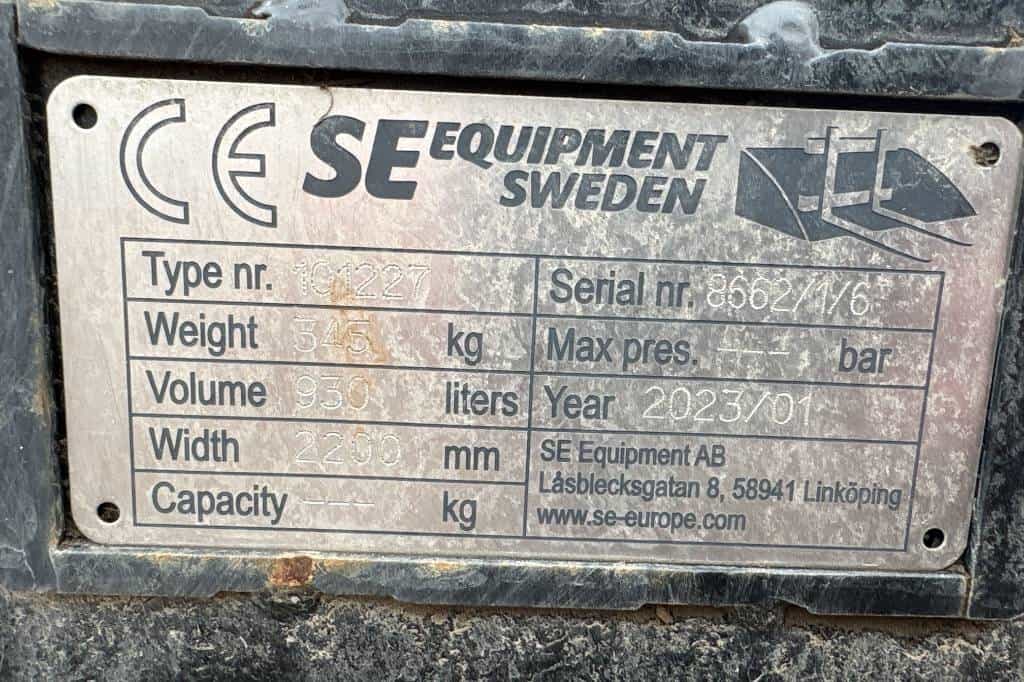 CE SE EQUIPMENT
SWEDEN
Type nr. 101227
Weight 345 kg
Volume 930 liters
Width 2200 mm
Capacity --- kg
Serial nr. 8662/1/6
Max pres. --- bar
Year 2023/01
SE Equipment AB
Låsblecksgatan 8, 58941 Linköping
www.se-europe.com